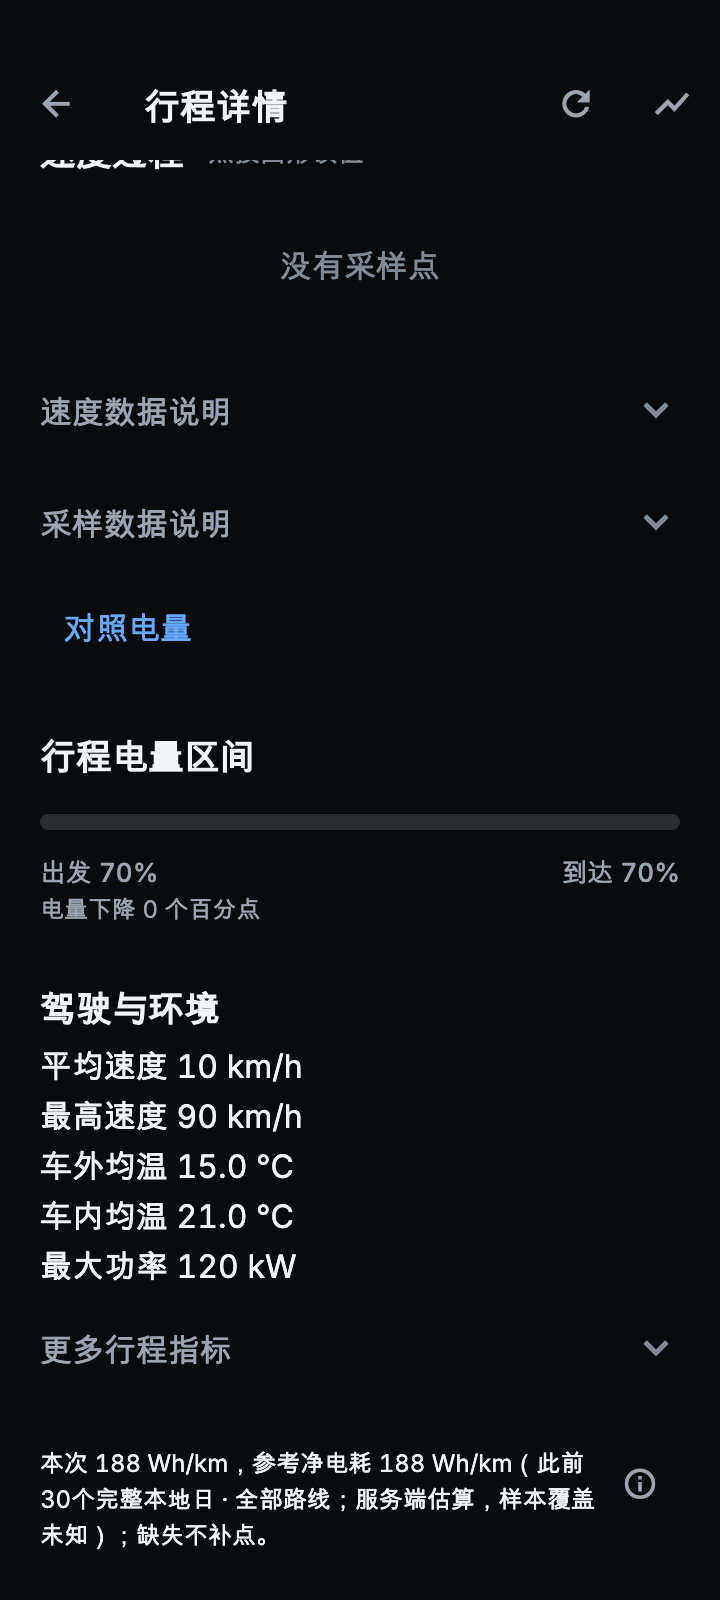 行程详情
没有采样点
速度数据说明
采样数据说明
对照电量
行程电量区间
出发 70%
到达 70%
电量下降 0 个百分点
驾驶与环境
平均速度 10 km/h
最高速度 90 km/h
车外均温 15.0 °C
车内均温 21.0 °C
最大功率 120 kW
更多行程指标
本次 188 Wh/km，参考净电耗 188 Wh/km（此前
30个完整本地日 · 全部路线；服务端估算，样本覆盖
未知）；缺失不补点。